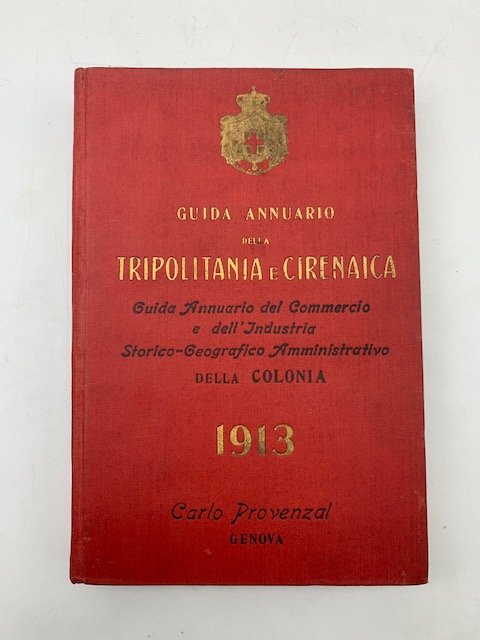 GUIDA ANNUARIO
DELLA
TRIPOLITANIA E CIRENAICA
Guida Annuario del Commercio
e dell'Industria
Storico-Geografico Amministrativo
DELLA COLONIA
1913
Carlo Provenzal
GENOVA